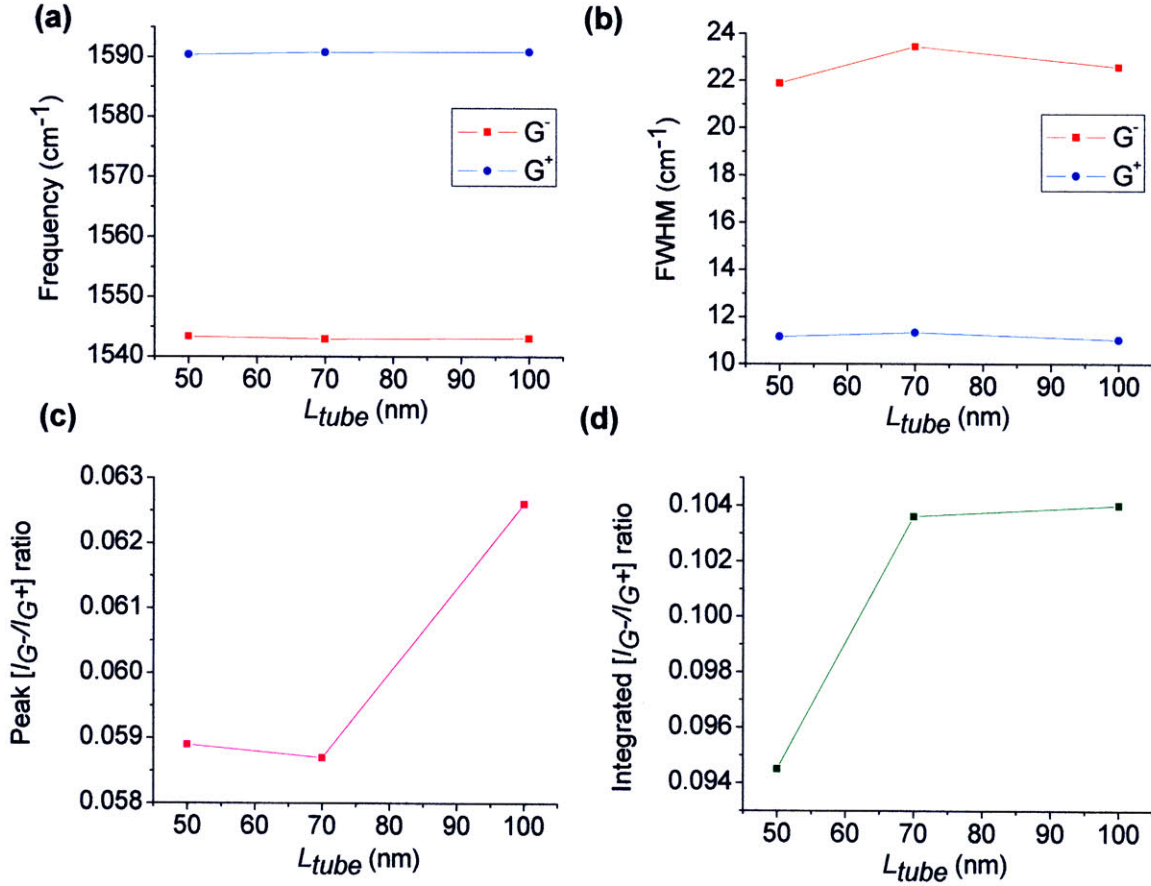 (a)
Frequency (cm⁻¹)
1590
1580
1570
1560
1550
1540
50 60 70 80 90 100
L_tube (nm)
G⁻
G⁺
(b)
FWHM (cm⁻¹)
24
22
20
18
16
14
12
10
50 60 70 80 90 100
L_tube (nm)
G⁻
G⁺
(c)
Peak [I_G-/I_G+] ratio
0.063
0.062
0.061
0.060
0.059
0.058
50 60 70 80 90 100
L_tube (nm)
(d)
Integrated [I_G-/I_G+] ratio
0.104
0.102
0.100
0.098
0.096
0.094
50 60 70 80 90 100
L_tube (nm)